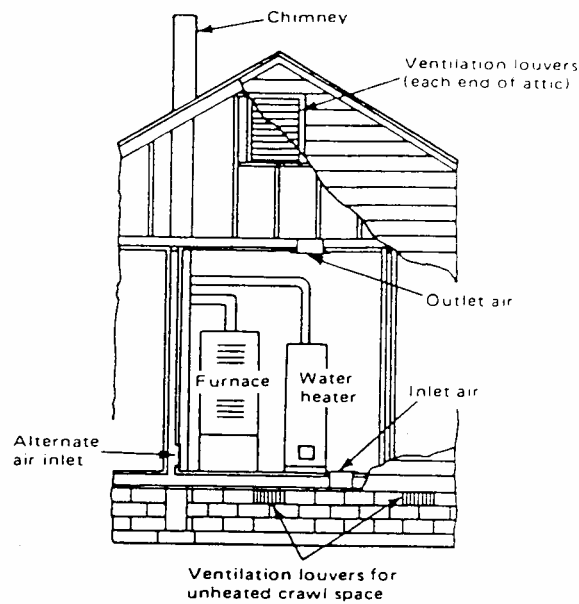 Chimney
Ventilation louvers
(each end of attic)
Outlet air
Furnace
Water
heater
Inlet air
Alternate
air inlet
Ventilation louvers for
unheated crawl space